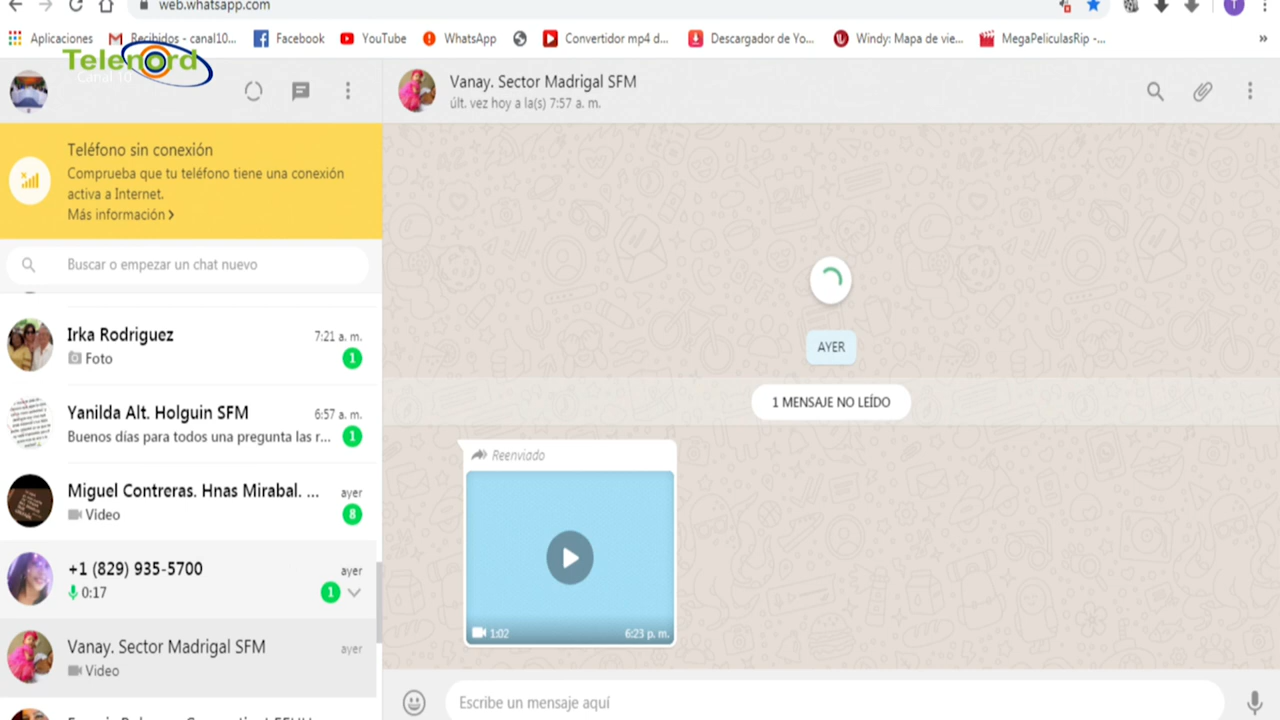 web.whatsapp.com
Aplicaciones
Recibidos - canal10...
Facebook
YouTube
WhatsApp
Convertidor mp4 d...
Descargador de Yo...
Windy: Mapa de vie...
MegaPeliculasRip -...
»
T
Telenord
Canal 10
Vanay. Sector Madrigal SFM
últ. vez hoy a la(s) 7:57 a. m.
Teléfono sin conexión
Comprueba que tu teléfono tiene una conexión
activa a Internet.
Más información >
Buscar o empezar un chat nuevo
Irka Rodriguez
7:21 a. m.
Foto
1
Yanilda Alt. Holguin SFM
6:57 a. m.
Buenos días para todos una pregunta las r...
1
Miguel Contreras. Hnas Mirabal. ...
ayer
Video
8
+1 (829) 935-5700
ayer
0:17
1
Vanay. Sector Madrigal SFM
ayer
Video
AYER
1 MENSAJE NO LEÍDO
Reenviado
1:02
6:23 p. m.
Escribe un mensaje aquí